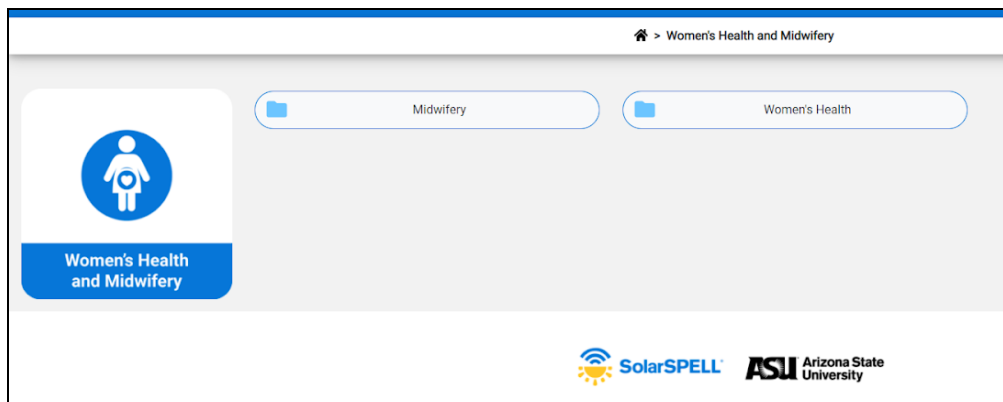 > Women's Health and Midwifery
Midwifery
Women's Health
Women's Health
and Midwifery
SolarSPELL
ASU Arizona State
University